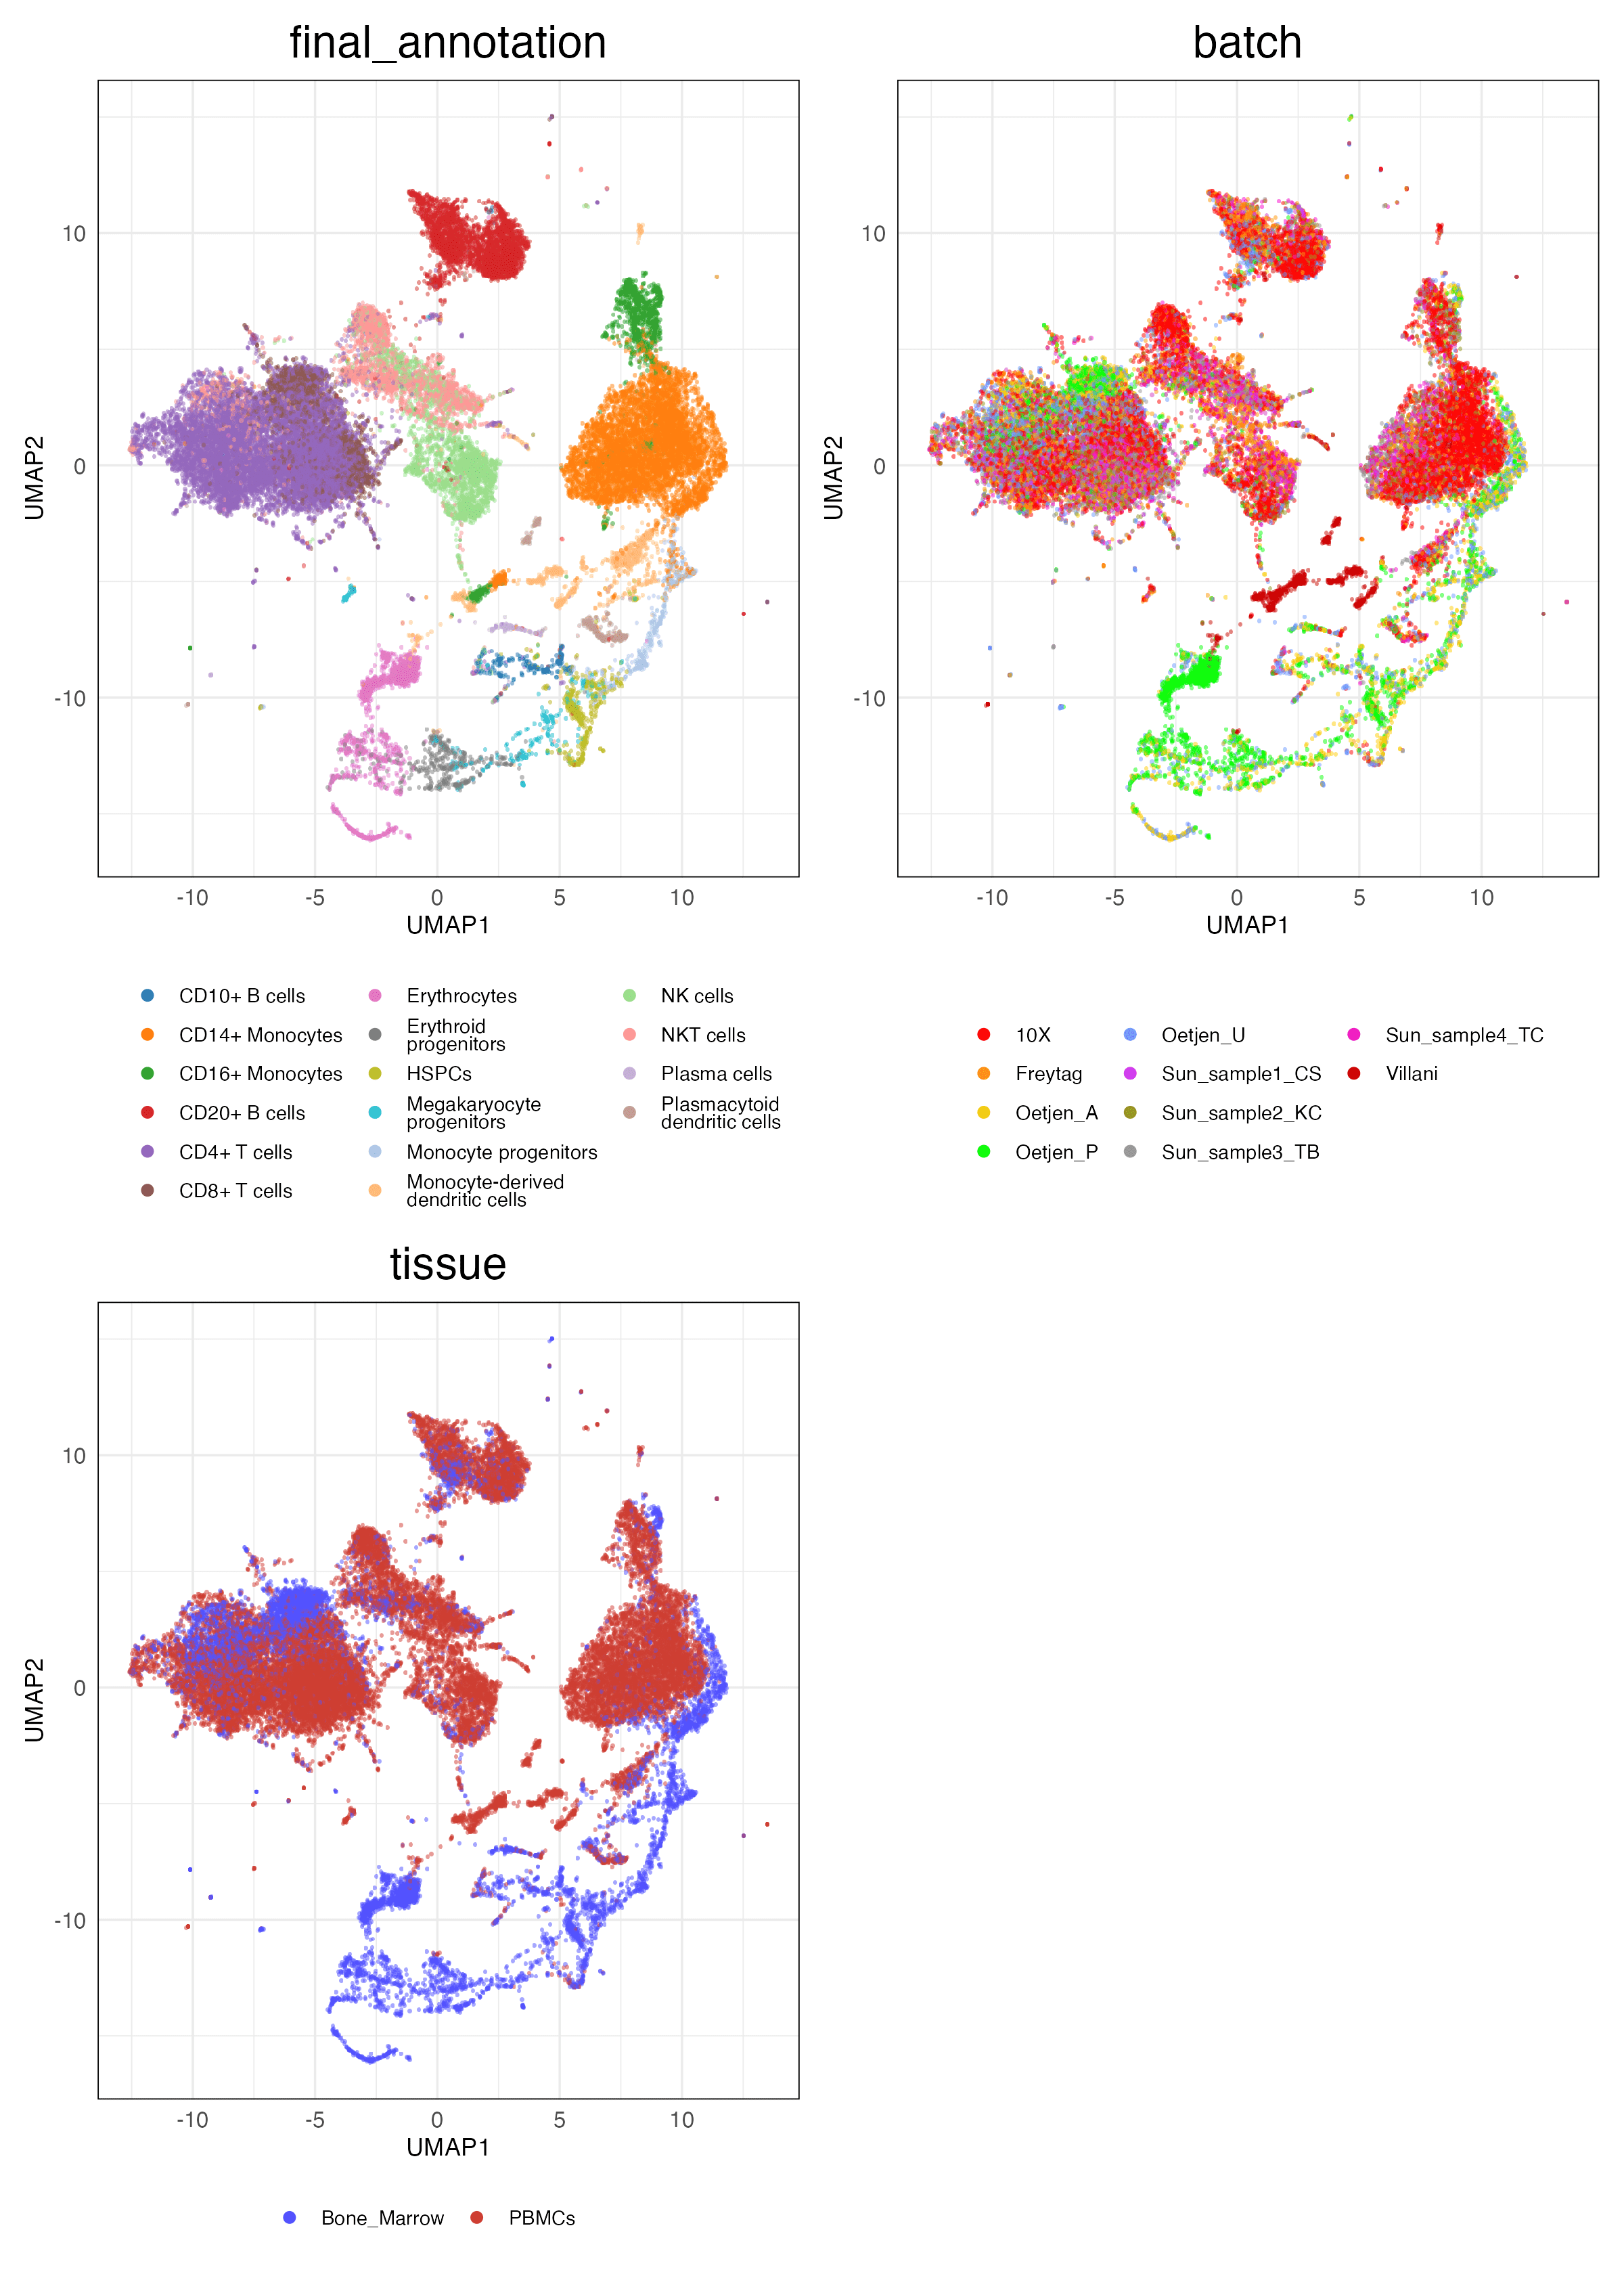 final_annotation
batch
10
0
-10
UMAP2
-10
-5
0
5
10
UMAP1
10
0
-10
UMAP2
-10
-5
0
5
10
UMAP1
CD10+ B cells
CD14+ Monocytes
CD16+ Monocytes
CD20+ B cells
CD4+ T cells
CD8+ T cells
Erythrocytes
Erythroid
progenitors
HSPCs
Megakaryocyte
progenitors
Monocyte progenitors
Monocyte-derived
dendritic cells
NK cells
NKT cells
Plasma cells
Plasmacytoid
dendritic cells
10X
Freytag
Oetjen_A
Oetjen_P
Oetjen_U
Sun_sample1_CS
Sun_sample2_KC
Sun_sample3_TB
Sun_sample4_TC
Villani
tissue
10
0
-10
UMAP2
-10
-5
0
5
10
UMAP1
Bone_Marrow
PBMCs